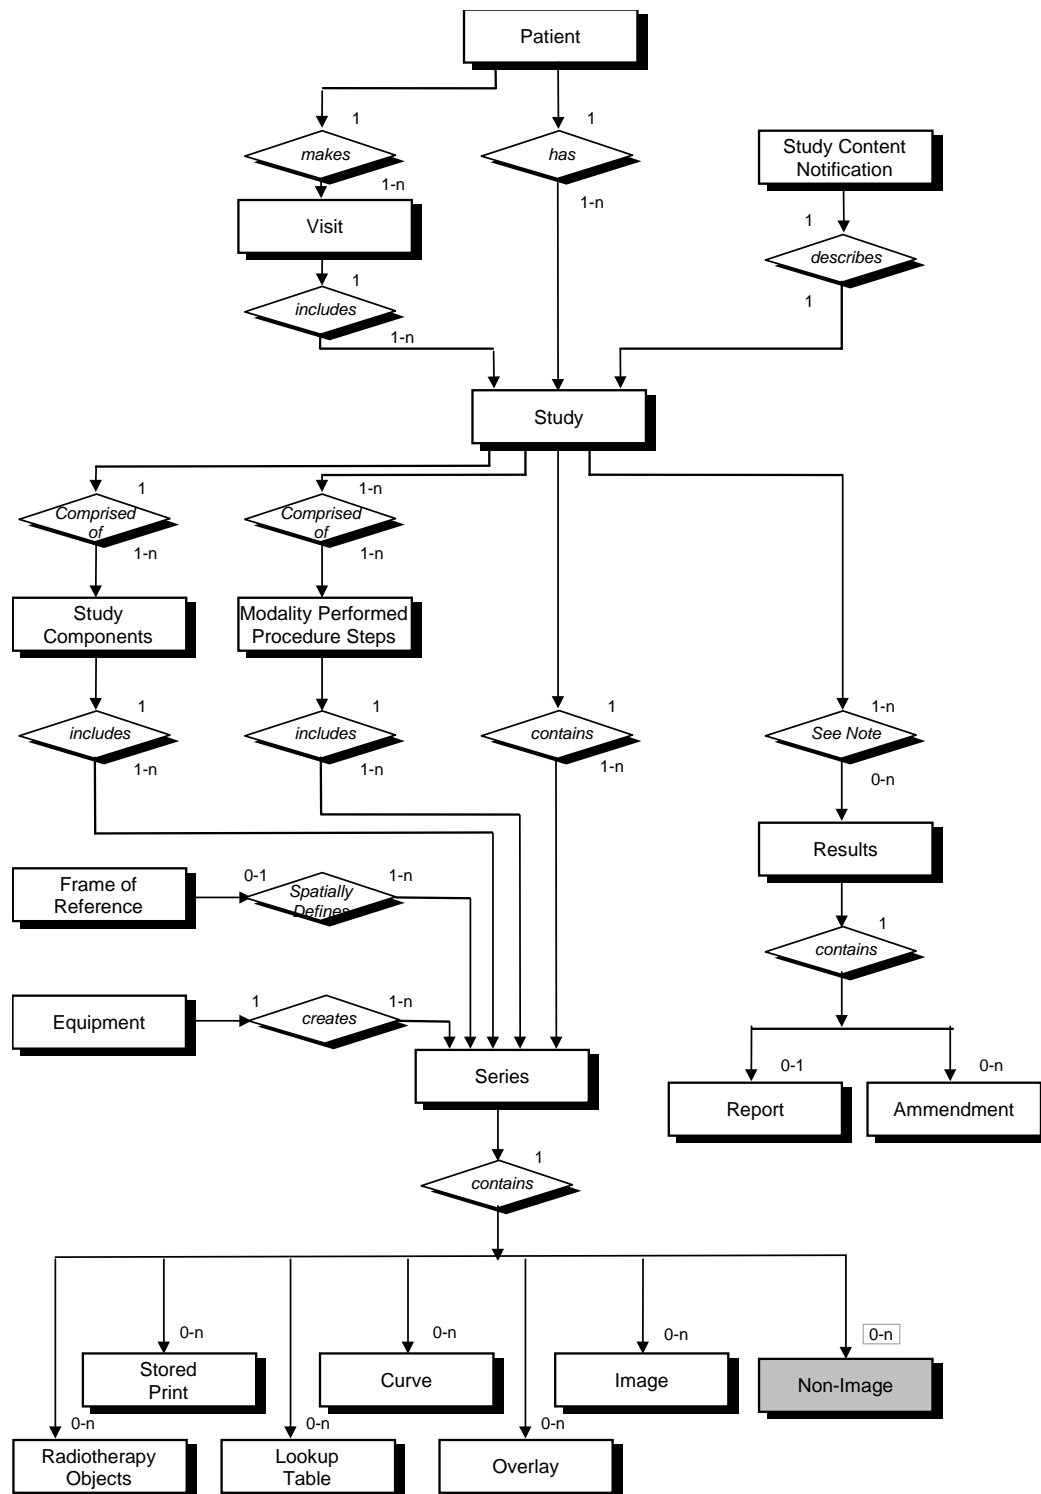 Patient
1
1
makes
has
Study Content
Notification
1-n
1-n
Visit
1
1
describes
includes
1
1-n
Study
1
1-n
Comprised
of
Comprised
of
1-n
1-n
Study
Components
Modality Performed
Procedure Steps
1
1
1
1-n
includes
includes
contains
See Note
1-n
1-n
1-n
0-n
Results
Frame of
Reference
0-1
Spatially
Defines
1-n
1
contains
Equipment
1
creates
1-n
Series
0-1
0-n
Report
Ammendment
1
contains
0-n
0-n
0-n
0-n
Stored
Print
Curve
Image
Non-Image
0-n
0-n
0-n
Radiotherapy
Objects
Lookup
Table
Overlay